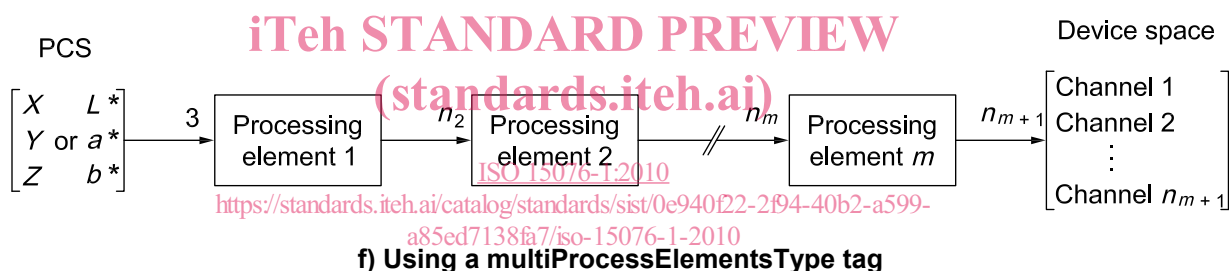 iTeh STANDARD PREVIEW
(standards.iteh.ai)
PCS
X L*
Y or a*
Z b*
3
Processing
element 1
n2
Processing
element 2
nm
Processing
element m
nm+1
Device space
Channel 1
Channel 2
⋮
Channel nm+1
ISO 15076-1:2010
https://standards.iteh.ai/catalog/standards/sist/0e940f22-2f94-40b2-a599-
a85ed7138fa7/iso-15076-1-2010
f) Using a multiProcessElementsType tag